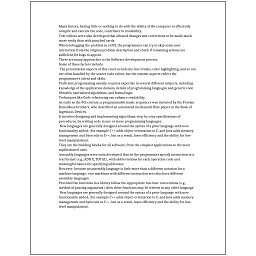 Many factors, having little or nothing to do with the ability of the computer to efficiently
compile and execute the code, contribute to readability.
Text editors were also developed that allowed changes and corrections to be made much
more easily than with punched cards.
When debugging the problem in a GUI, the programmer can try to skip some user
interaction from the original problem description and check if remaining actions are
sufficient for bugs to appear.
There are many approaches to the Software development process.
Some of these factors include:
The presentation aspects of this (such as indents, line breaks, color highlighting, and so on)
are often handled by the source code editor, but the content aspects reflect the
programmer's talent and skills.
Proficient programming usually requires expertise in several different subjects, including
knowledge of the application domain, details of programming languages and generic code
libraries, specialized algorithms, and formal logic.
Techniques like Code refactoring can enhance readability.
As early as the 9th century, a programmable music sequencer was invented by the Persian
Banu Musa brothers, who described an automated mechanical flute player in the Book of
Ingenious Devices.
It involves designing and implementing algorithms, step-by-step specifications of
procedures, by writing code in one or more programming languages.
New languages are generally designed around the syntax of a prior language with new
functionality added, (for example C++ adds object-orientation to C, and Java adds memory
management and bytecode to C++, but as a result, loses efficiency and the ability for low-
level manipulation).
They are the building blocks for all software, from the simplest applications to the most
sophisticated ones.
Assembly languages were soon developed that let the programmer specify instruction in a
text format (e.g., ADD X, TOTAL), with abbreviations for each operation code and
meaningful names for specifying addresses.
However, because an assembly language is little more than a different notation for a
machine language, two machines with different instruction sets also have different
assembly languages.
Provided the functions in a library follow the appropriate run-time conventions (e.g.,
method of passing arguments), then these functions may be written in any other language.
New languages are generally designed around the syntax of a prior language with new
functionality added, (for example C++ adds object-orientation to C, and Java adds memory
management and bytecode to C++, but as a result, loses efficiency and the ability for low-
level manipulation).